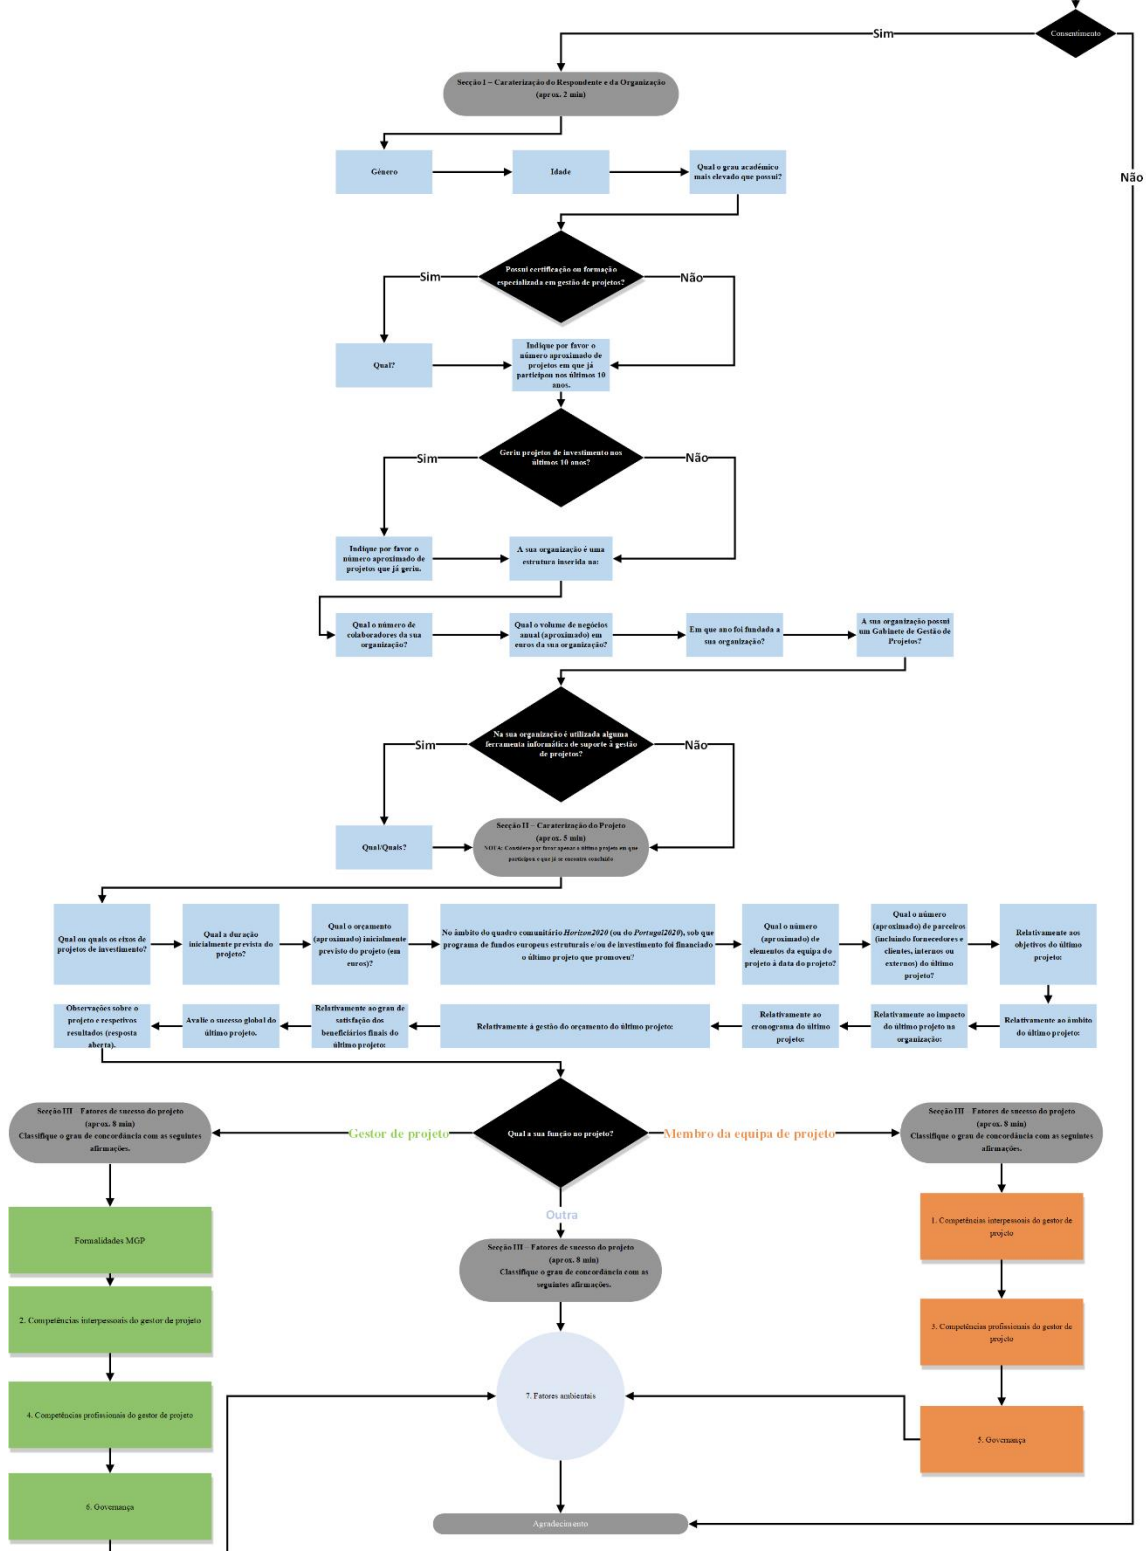 Consentimento
Sim
Não
Secção I – Caraterização do Respondente e da Organização
(aprox. 2 min)
Género
Idade
Qual o grau académico
mais elevado que possui?
Possui certificação ou formação
especializada em gestão de projetos?
Sim
Não
Qual?
Indique por favor o
número aproximado de
projetos em que já
participou nos últimos 10
anos.
Geriu projetos de investimento nos
últimos 10 anos?
Sim
Não
Indique por favor o
número aproximado de
projetos que já geriu.
A sua organização é uma
estrutura inserida na:
Qual o número de
colaboradores da sua
organização?
Qual o volume de negócios
anual (aproximado) em
euros da sua organização?
Em que ano foi fundada a
sua organização?
A sua organização possui
um Gabinete de Gestão de
Projetos?
Na sua organização é utilizada alguma
ferramenta informática de suporte à gestão
de projetos?
Sim
Não
Qual/Quais?
Secção II – Caraterização do Projeto
(aprox. 5 min)
NOTA: Considere por favor apenas o último projeto em que
participou e que já se encontre concluído
Qual ou quais os eixos de
projetos de investimento?
Qual a duração
inicialmente prevista do
projeto?
Qual o orçamento
(aproximado) inicialmente
previsto do projeto (em
euros)?
No âmbito do quadro comunitário Horizon2020 (ou do Portugal2020), sob que
programa de fundos europeus estruturais e/ou de investimento foi financiado
o último projeto que promoveu?
Qual o número
(aproximado) de
elementos da equipa do
projeto à data do projeto?
Qual o número
(aproximado) de parceiros
(incluindo fornecedores e
clientes, internos ou
externos) do último
projeto?
Relativamente aos
objetivos do último
projeto:
Relativamente ao âmbito
do último projeto:
Relativamente ao impacto
do último projeto na
organização:
Relativamente ao
cronograma do último
projeto:
Relativamente à gestão do orçamento do último projeto:
Relativamente ao grau de
satisfação dos
beneficiários finais do
último projeto:
Avalie o sucesso global do
último projeto.
Observações sobre o
projeto e respetivos
resultados (resposta
aberta).
Qual a sua função no projeto?
Gestor de projeto
Membro da equipa de projeto
Outra
Secção III – Fatores de sucesso do projeto
(aprox. 8 min)
Classifique o grau de concordância com as seguintes
afirmações.
Formalidades MGP
2. Competências interpessoais do gestor de projeto
4. Competências profissionais do gestor de projeto
6. Governança
Secção III – Fatores de sucesso do projeto
(aprox. 8 min)
Classifique o grau de concordância com as
seguintes afirmações.
7. Fatores ambientais
Secção III – Fatores de sucesso do projeto
(aprox. 8 min)
Classifique o grau de concordância com as seguintes
afirmações.
1. Competências interpessoais do gestor de
projeto
3. Competências profissionais do gestor de
projeto
5. Governança
Agradecimento